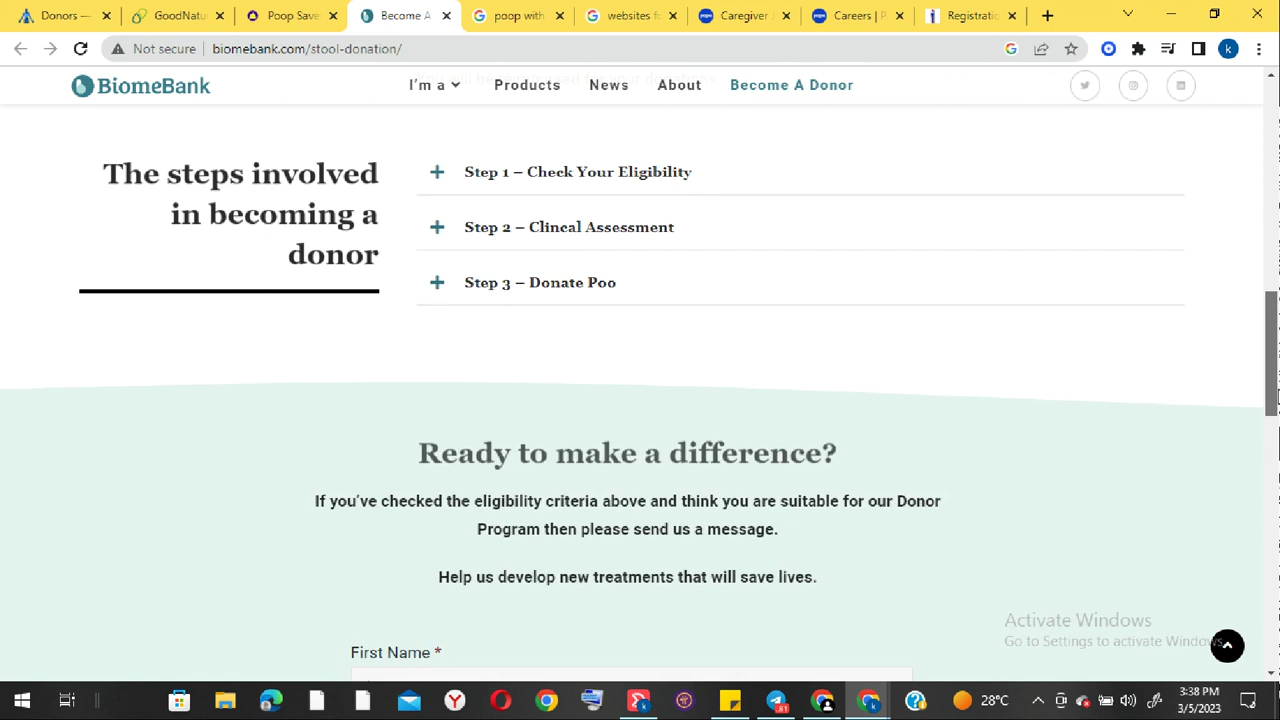 Donors —
GoodNatu
Poop Save
Become A
poop with
websites fo
Caregiver
Careers | P
Registratio
Not secure
biomebank.com/stool-donation/
BiomeBank
I'm a
Products
News
About
Become A Donor
The steps involved
in becoming a
donor
Step 1 – Check Your Eligibility
Step 2 – Clincal Assessment
Step 3 – Donate Poo
Ready to make a difference?
If you've checked the eligibility criteria above and think you are suitable for our Donor
Program then please send us a message.
Help us develop new treatments that will save lives.
First Name *
Activate Windows
Go to Settings to activate Windows.
28°C
3:38 PM
3/5/2023